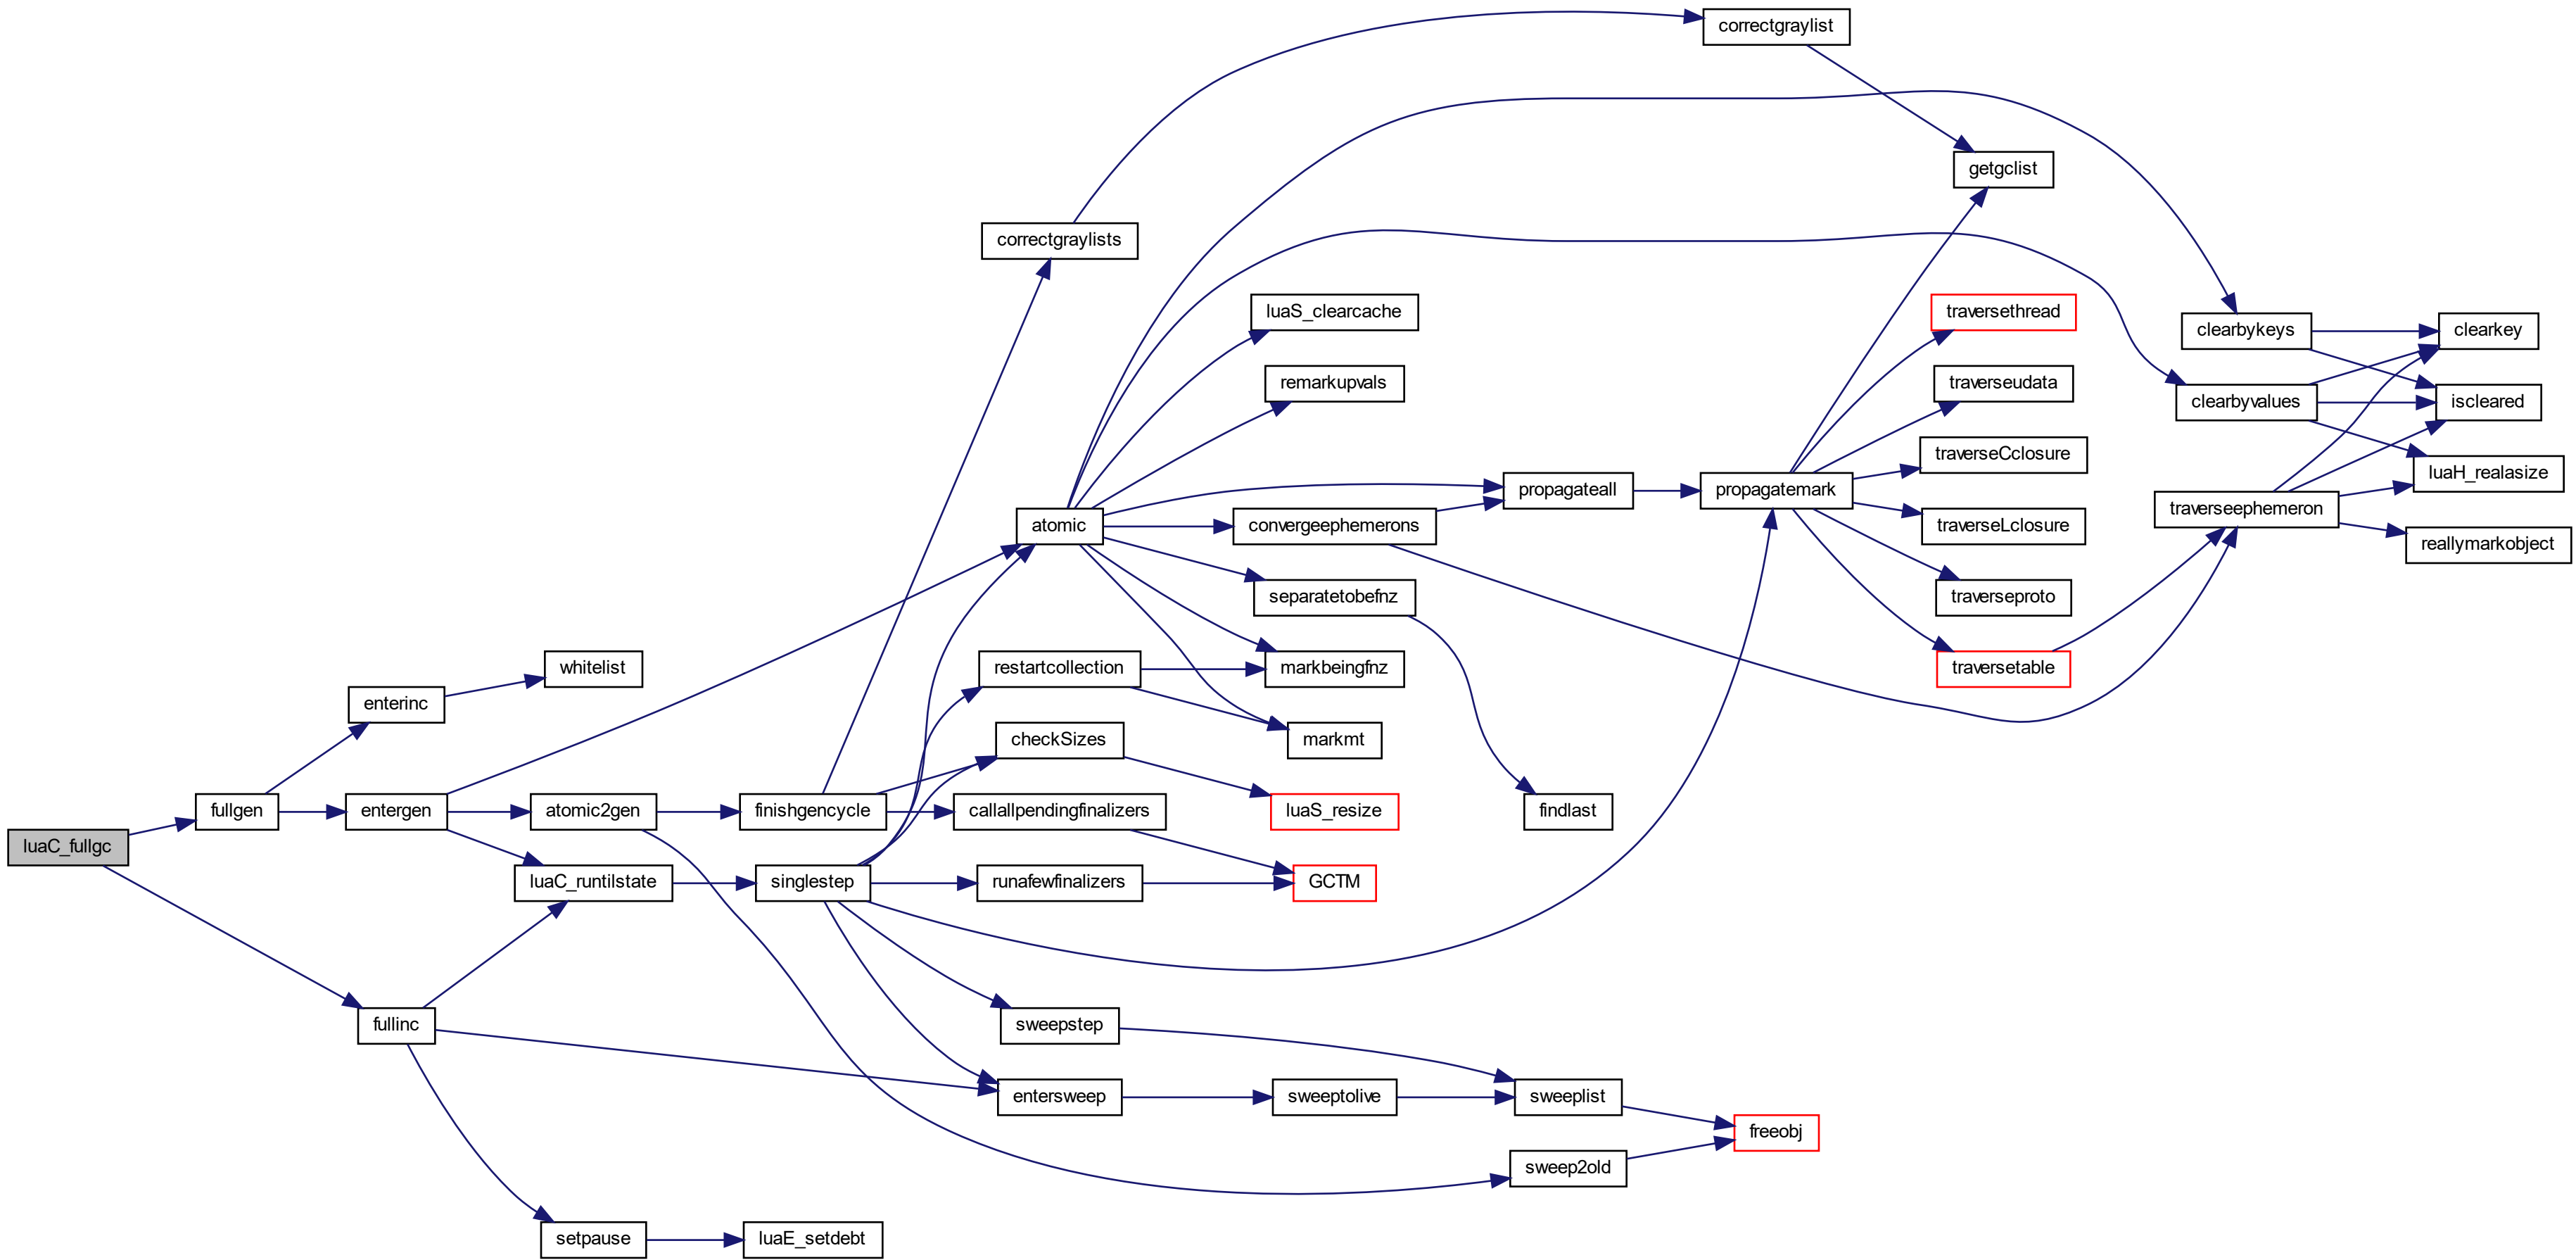 correctgraylist
getgclist
correctgraylists
luaS_clearcache
traversethread
clearbykeys
clearkey
remarkupvals
traverseudata
clearbyvalues
iscleared
traverseCclosure
luaH_realasize
propagateall
propagatemark
traverseephemeron
atomic
convergeephemerons
traverseLclosure
reallymarkobject
separatetobefnz
traverseproto
whitelist
restartcollection
markbeingfnz
traversetable
enterinc
checkSizes
markmt
fullgen
entergen
atomic2gen
finishgencycle
callallpendingfinalizers
luaS_resize
findlast
luaC_fullgc
luaC_runtilstate
singlestep
runafewfinalizers
GCTM
fullinc
sweepstep
entersweep
sweeptolive
sweeplist
freeobj
sweep2old
setpause
luaE_setdebt